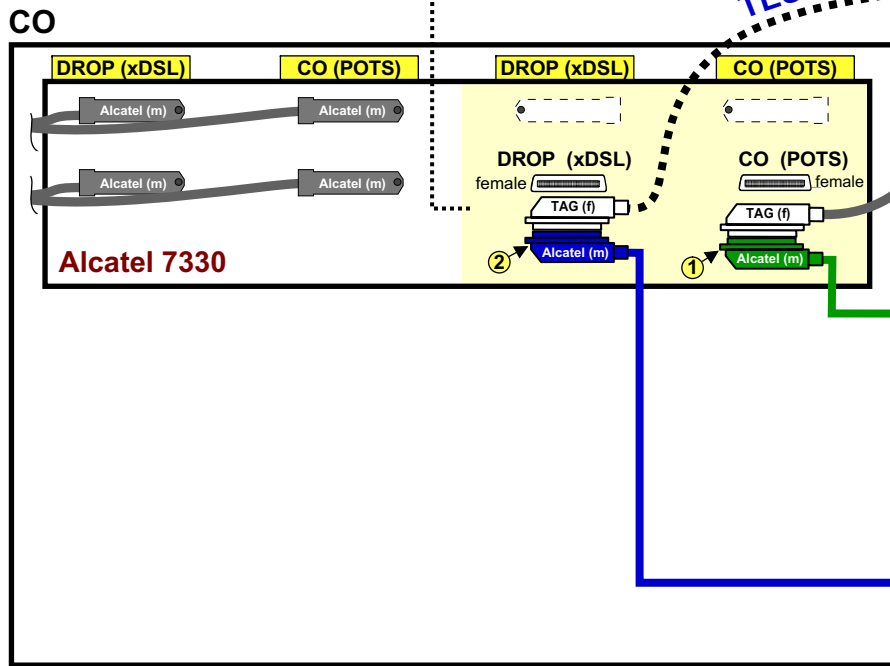 CO
DROP (xDSL)
CO (POTS)
DROP (xDSL)
CO (POTS)
Alcatel (m)
Alcatel (m)
DROP (xDSL)
CO (POTS)
female
female
Alcatel (m)
Alcatel (m)
TAG (f)
TAG (f)
Alcatel 7330
2
Alcatel (m)
1
Alcatel (m)